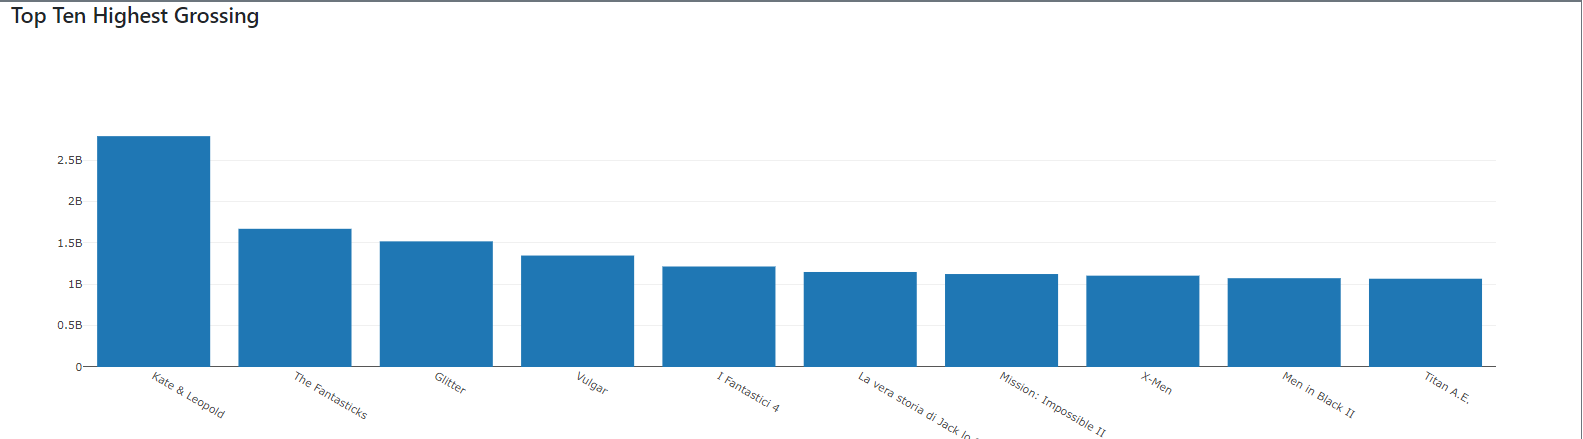 Top Ten Highest Grossing
2.5B
2B
1.5B
1B
0.5B
0
Kate & Leopold
The Fantasticks
Glitter
Vulgar
I Fantastici 4
La vera storia di Jack lo
Mission: Impossible II
X-Men
Men in Black II
Titan A.E.